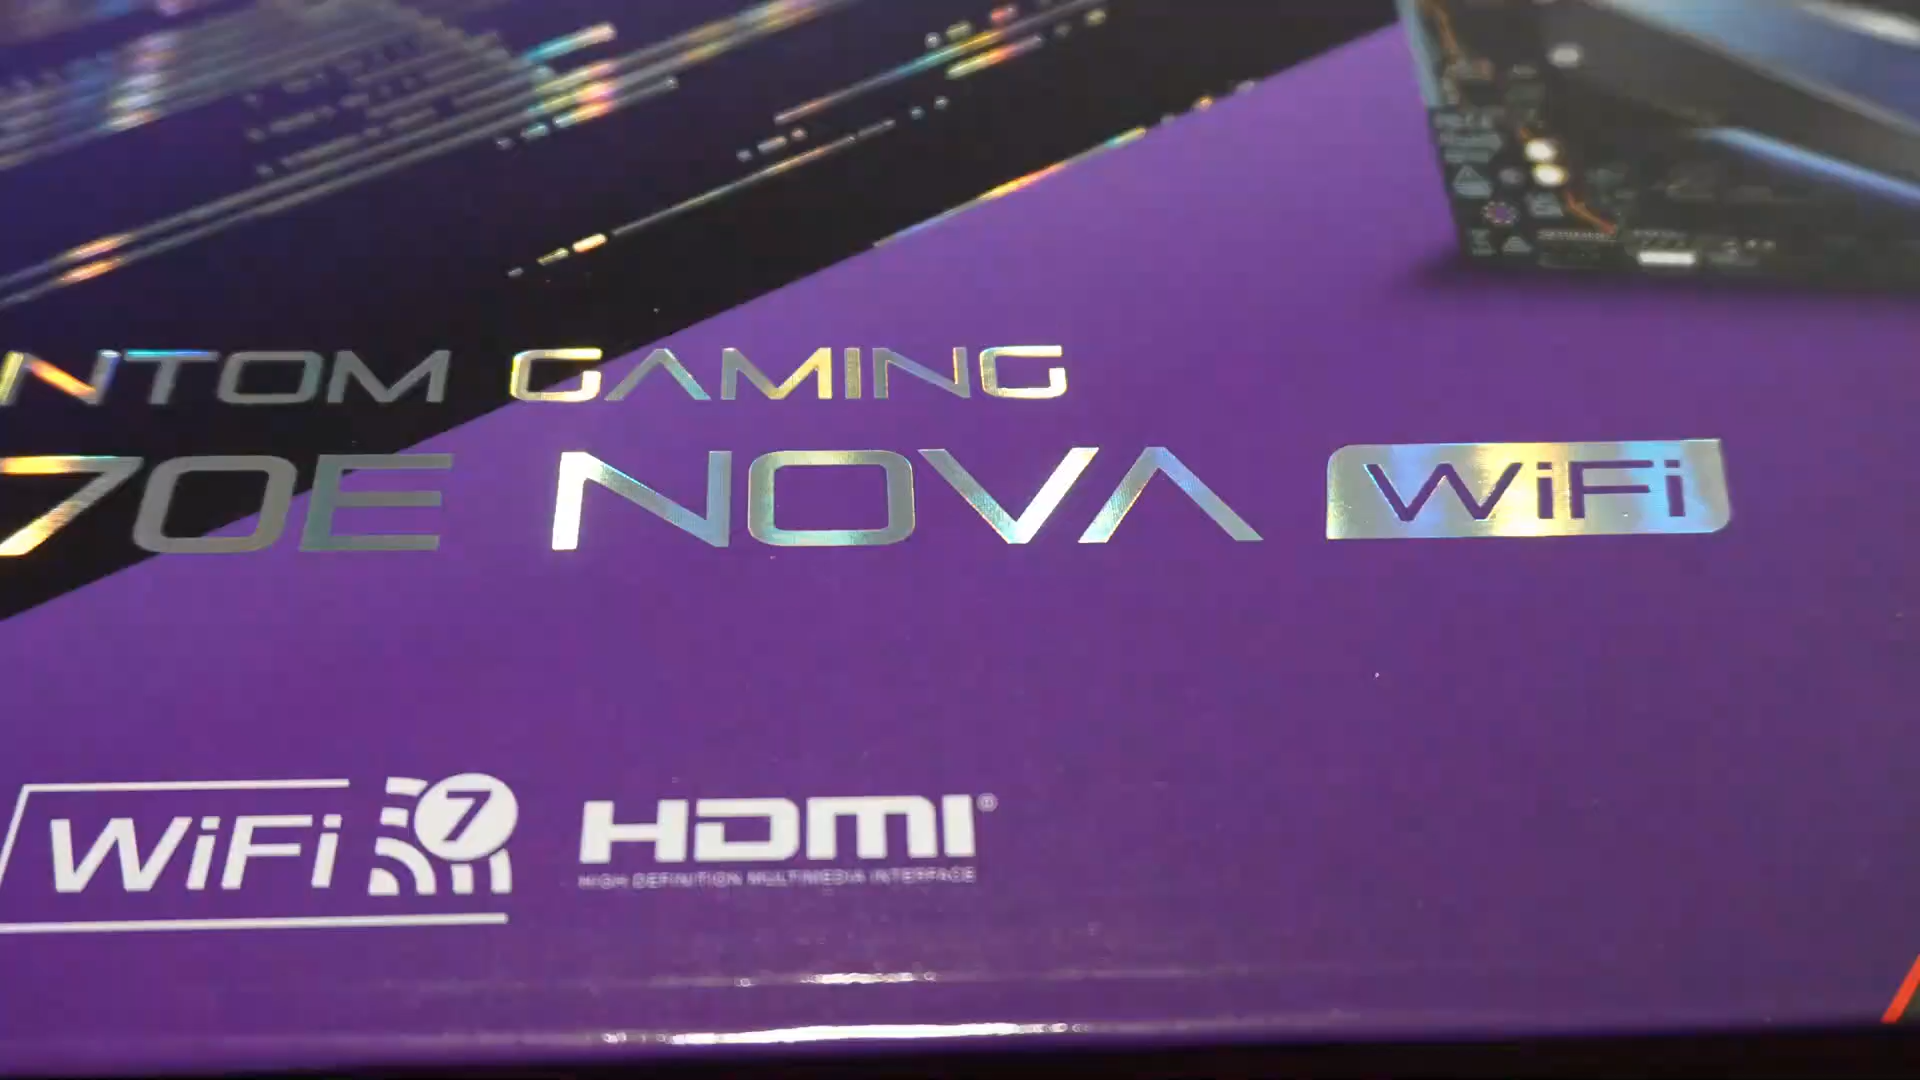 NTOM GAMING
70E NOVA WiFi
WiFi 7
HDMI®
HIGH DEFINITION MULTIMEDIA INTERFACE